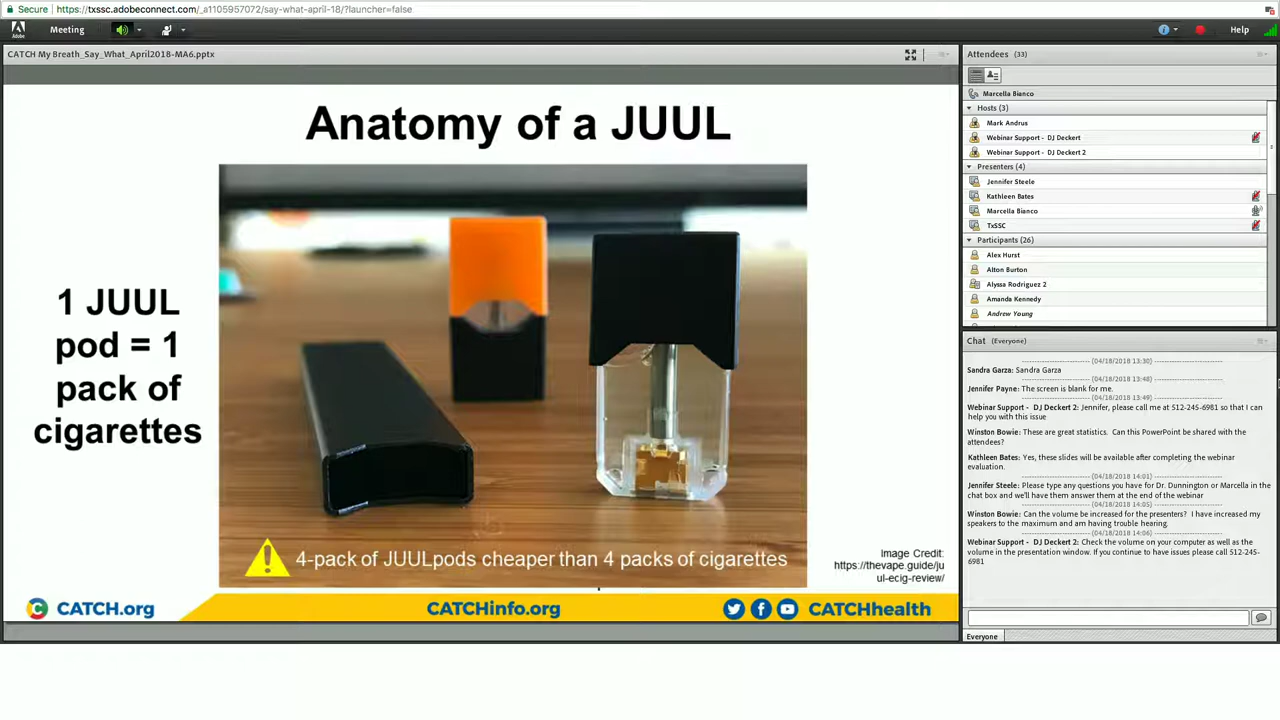 Secure https://txssc.adobeconnect.com/_a1105957072/say-what-april-18/?launcher=false
Adobe Meeting Help
CATCH My Breath_Say_What_April2018-MA6.pptx
Anatomy of a JUUL
1 JUUL
pod = 1
pack of
cigarettes
4-pack of JUULpods cheaper than 4 packs of cigarettes
Image Credit:
https://thevape.guide/ju
ul-ecig-review/
CATCH.org
CATCHinfo.org
CATCHhealth
Attendees (33)
Marcella Bianco
Hosts (3)
Mark Andrus
Webinar Support - DJ Deckert
Webinar Support - DJ Deckert 2
Presenters (4)
Jennifer Steele
Kathleen Bates
Marcella Bianco
TxSSC
Participants (26)
Alex Hurst
Alton Burton
Alyssa Rodriguez 2
Amanda Kennedy
Andrew Young
Chat (Everyone)
(04/18/2018 13:30)
Sandra Garza: Sandra Garza
(04/18/2018 13:48)
Jennifer Payne: The screen is blank for me.
(04/18/2018 13:49)
Webinar Support - DJ Deckert 2: Jennifer, please call me at 512-245-6981 so that I can
help you with this issue
Winston Bowie: These are great statistics. Can this PowerPoint be shared with the
attendees?
Kathleen Bates: Yes, these slides will be available after completing the webinar
evaluation.
(04/18/2018 14:01)
Jennifer Steele: Please type any questions you have for Dr. Dunnington or Marcella in the
chat box and we'll have them answer them at the end of the webinar
(04/18/2018 14:05)
Winston Bowie: Can the volume be increased for the presenters? I have increased my
speakers to the maximum and am having trouble hearing.
(04/18/2018 14:06)
Webinar Support - DJ Deckert 2: Check the volume on your computer as well as the
volume in the presentation window. If you continue to have issues please call 512-245-
6981
Everyone